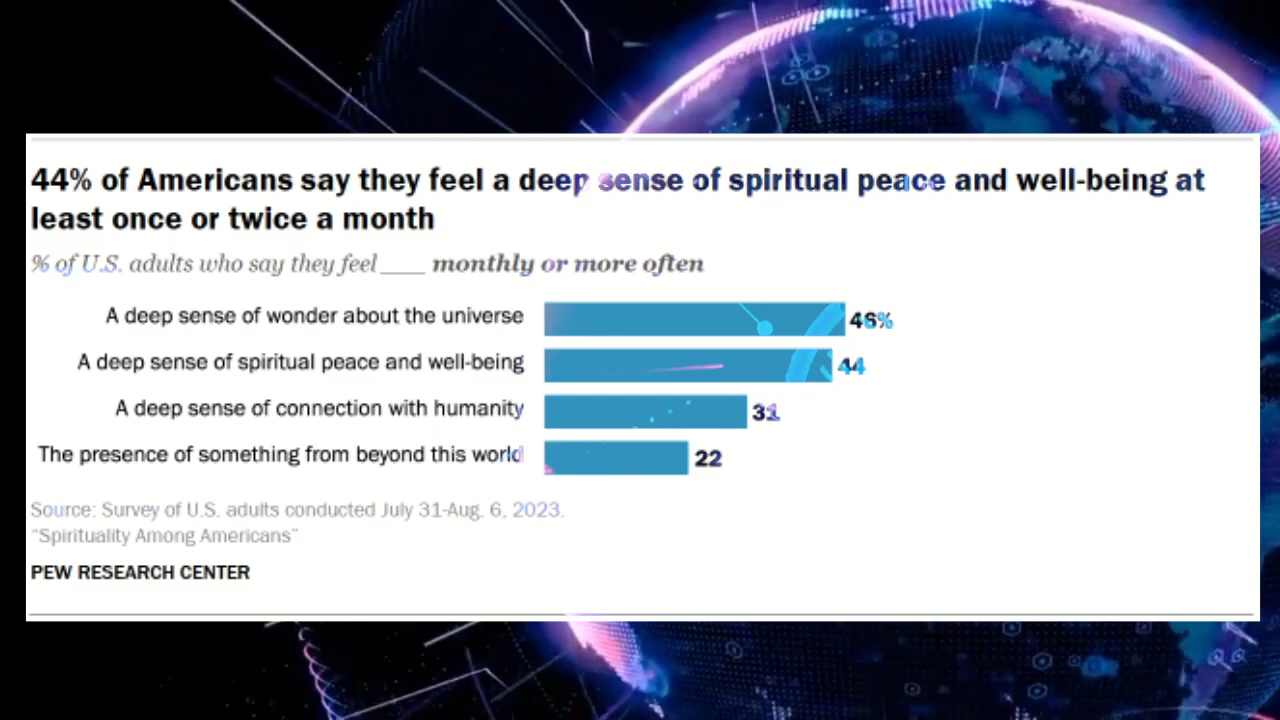 44% of Americans say they feel a deep sense of spiritual peace and well-being at
least once or twice a month
% of U.S. adults who say they feel ____ monthly or more often
A deep sense of wonder about the universe 46%
A deep sense of spiritual peace and well-being 44
A deep sense of connection with humanity 31
The presence of something from beyond this world 22
Source: Survey of U.S. adults conducted July 31-Aug. 6, 2023.
“Spirituality Among Americans”
PEW RESEARCH CENTER